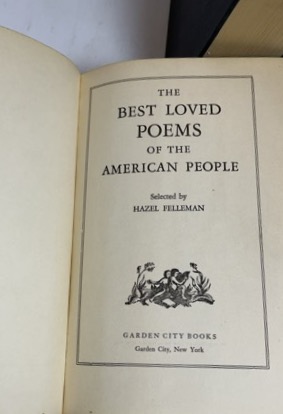 THE
BEST LOVED
POEMS
OF THE
AMERICAN PEOPLE
Selected by
HAZEL FELLEMAN
GARDEN CITY BOOKS
Garden City, New York